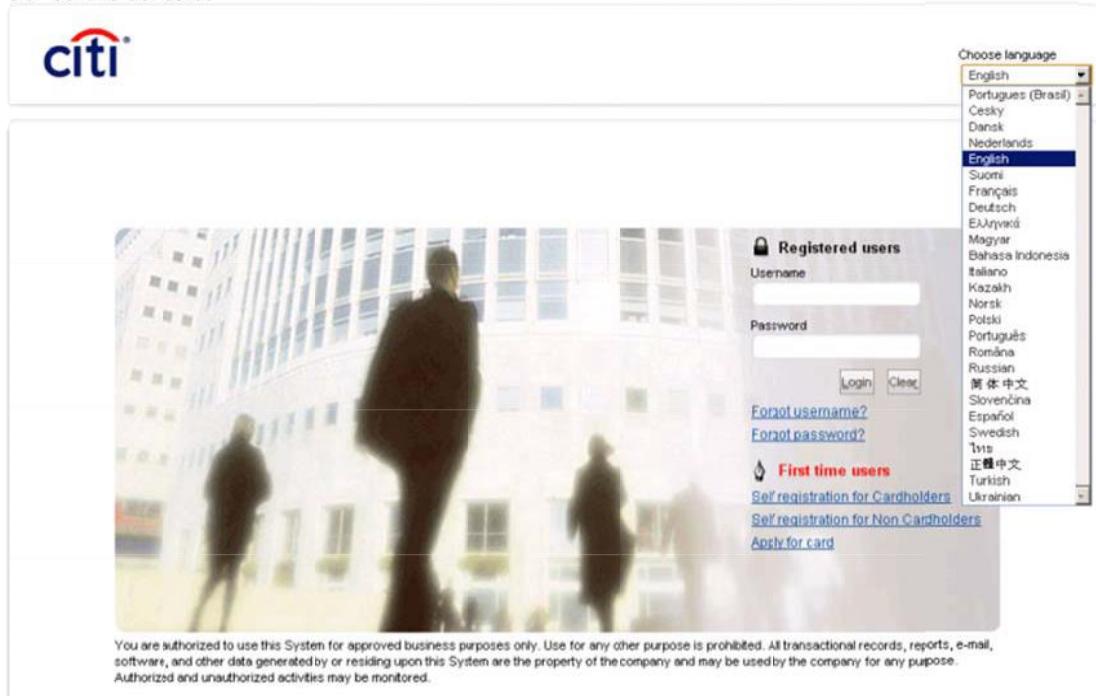 citi
Choose language
English
Portugues (Brasil)
Cesky
Dansk
Nederlands
English
Suomi
Français
Deutsch
Ελληνικά
Magyar
Bahasa Indonesia
Italiano
Kazakh
Norsk
Polski
Português
Româna
Russian
简体中文
Slovenčina
Español
Swedish
ไทย
正體中文
Turkish
Ukrainian
Registered users
Username
Password
Login Clear
Forgot username?
Forgot password?
First time users
Self registration for Cardholders
Self registration for Non Cardholders
Apply for card
You are authorized to use this System for approved business purposes only. Use for any other purpose is prohibited. All transactional records, reports, e-mail,
software, and other data generated by or residing upon this System are the property of the company and may be used by the company for any purpose.
Authorized and unauthorized activities may be monitored.